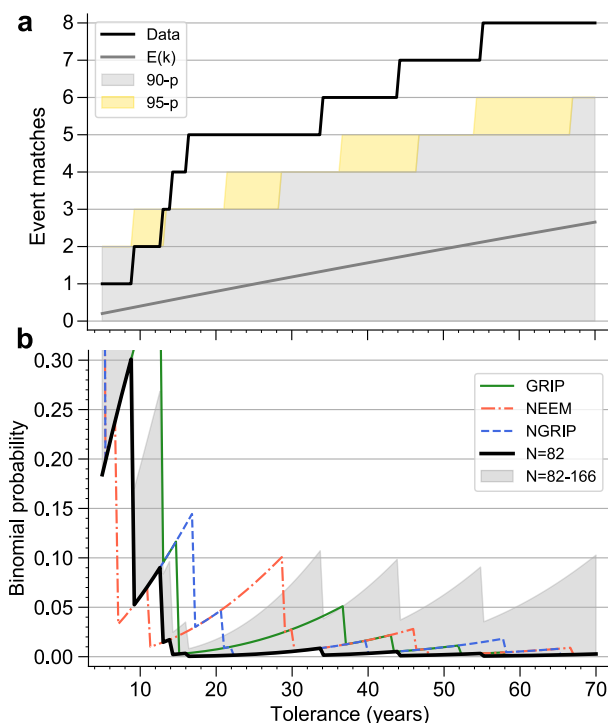 a
8
7
6
5
4
3
2
1
0
Event matches
Data
E(k)
90-p
95-p
b
0.30
0.25
0.20
0.15
0.10
0.05
0.00
Binomial probability
GRIP
NEEM
NGRIP
N=82
N=82-166
10 20 30 40 50 60 70
Tolerance (years)